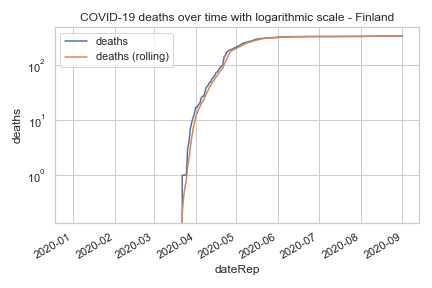 COVID-19 deaths over time with logarithmic scale - Finland
deaths
deaths (rolling)
10²
10¹
10⁰
deaths
2020-01
2020-02
2020-03
2020-04
2020-05
2020-06
2020-07
2020-08
2020-09
dateRep